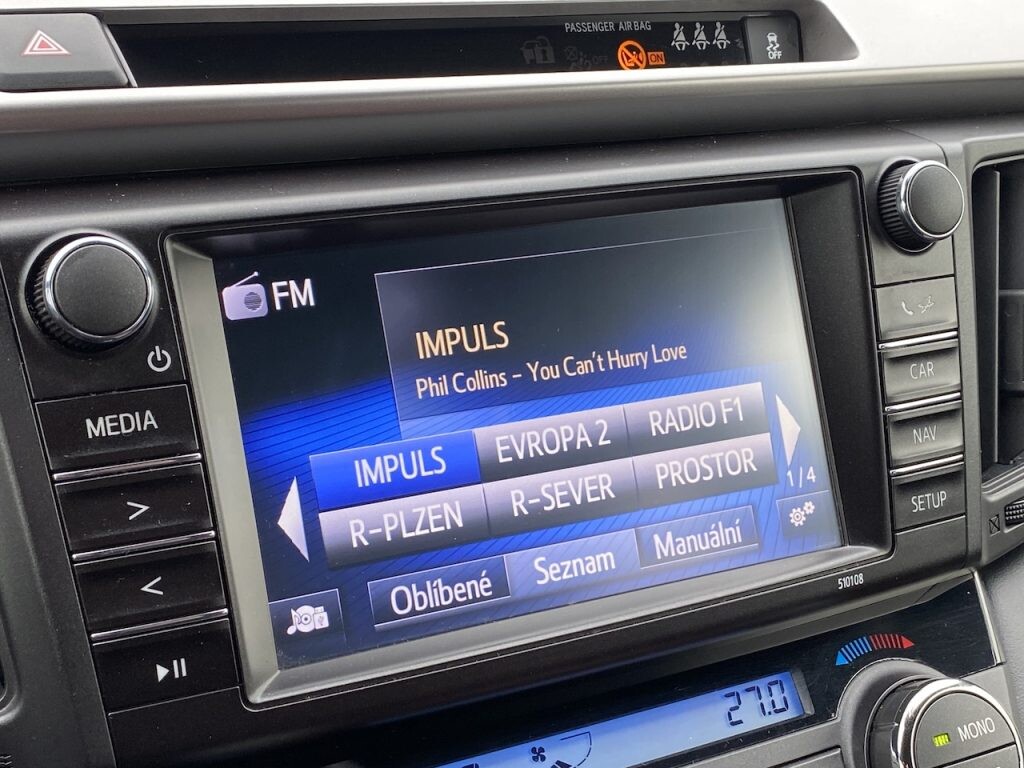 PASSENGER AIR BAG
OFF
ON
OFF
FM
IMPULS
Phil Collins - You Can't Hurry Love
MEDIA
IMPULS EVROPA 2 RADIO F1
R-PLZEN R-SEVER PROSTOR
1/4
Oblíbené Seznam Manuální
CAR
NAV
SETUP
510108
27.0
MONO